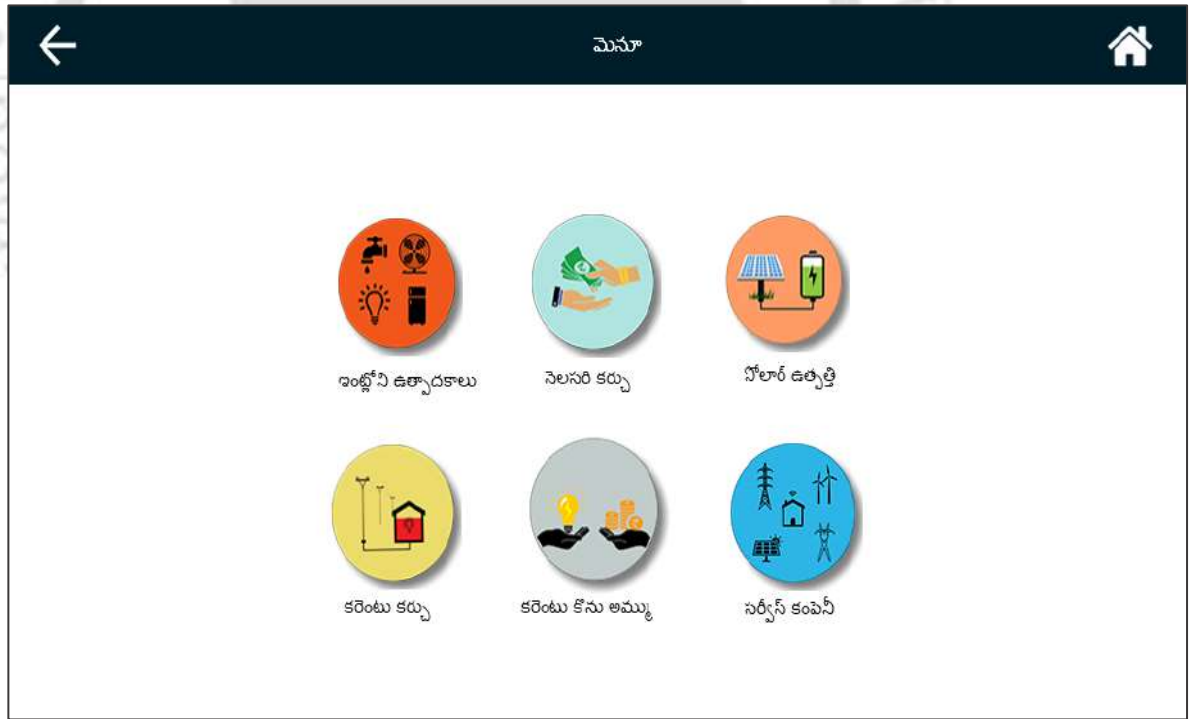 మెనూ
ఇంట్లోని ఉత్పాదకాలు
నెలసరి కర్చు
సోలార్ ఉత్పత్తి
కరెంటు కర్చు
కరెంటు కొను అమ్ము
సర్వీస్ కంపెనీ